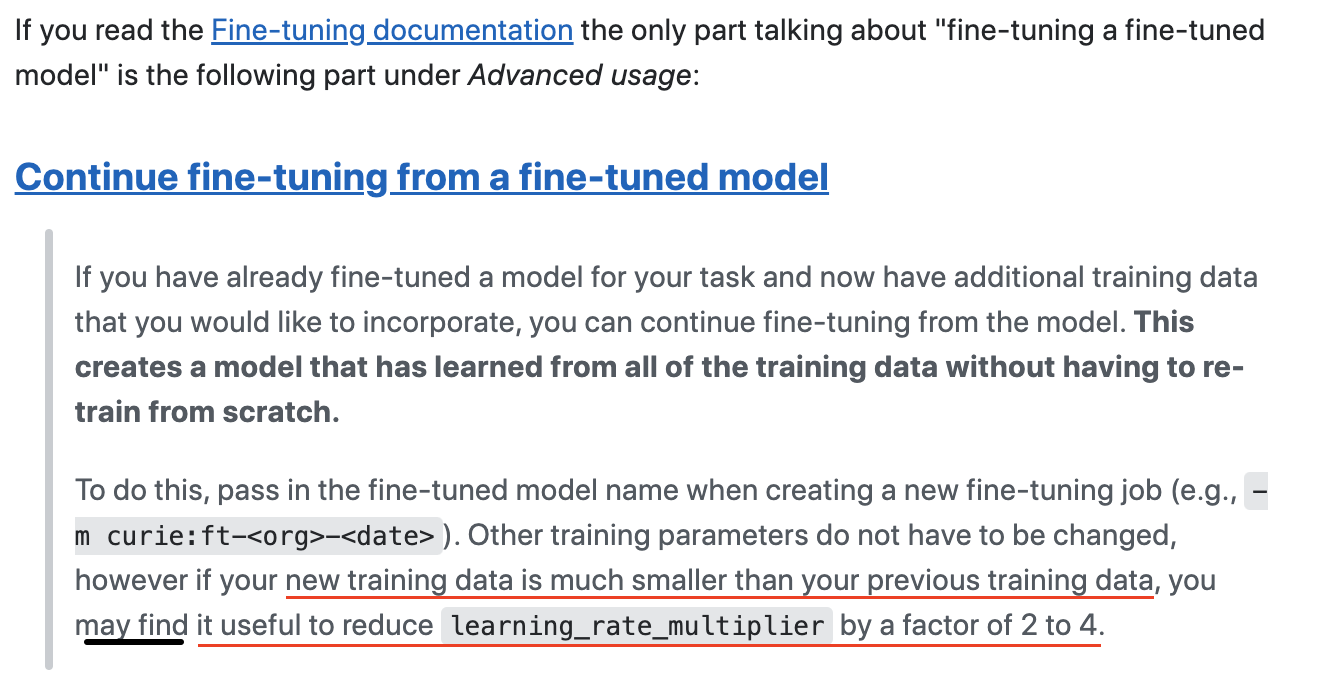 If you read the Fine-tuning documentation the only part talking about "fine-tuning a fine-tuned
model" is the following part under Advanced usage:
Continue fine-tuning from a fine-tuned model
If you have already fine-tuned a model for your task and now have additional training data
that you would like to incorporate, you can continue fine-tuning from the model. This
creates a model that has learned from all of the training data without having to re-
train from scratch.
To do this, pass in the fine-tuned model name when creating a new fine-tuning job (e.g., -
m curie:ft-<org>-<date>). Other training parameters do not have to be changed,
however if your new training data is much smaller than your previous training data, you
may find it useful to reduce learning_rate_multiplier by a factor of 2 to 4.